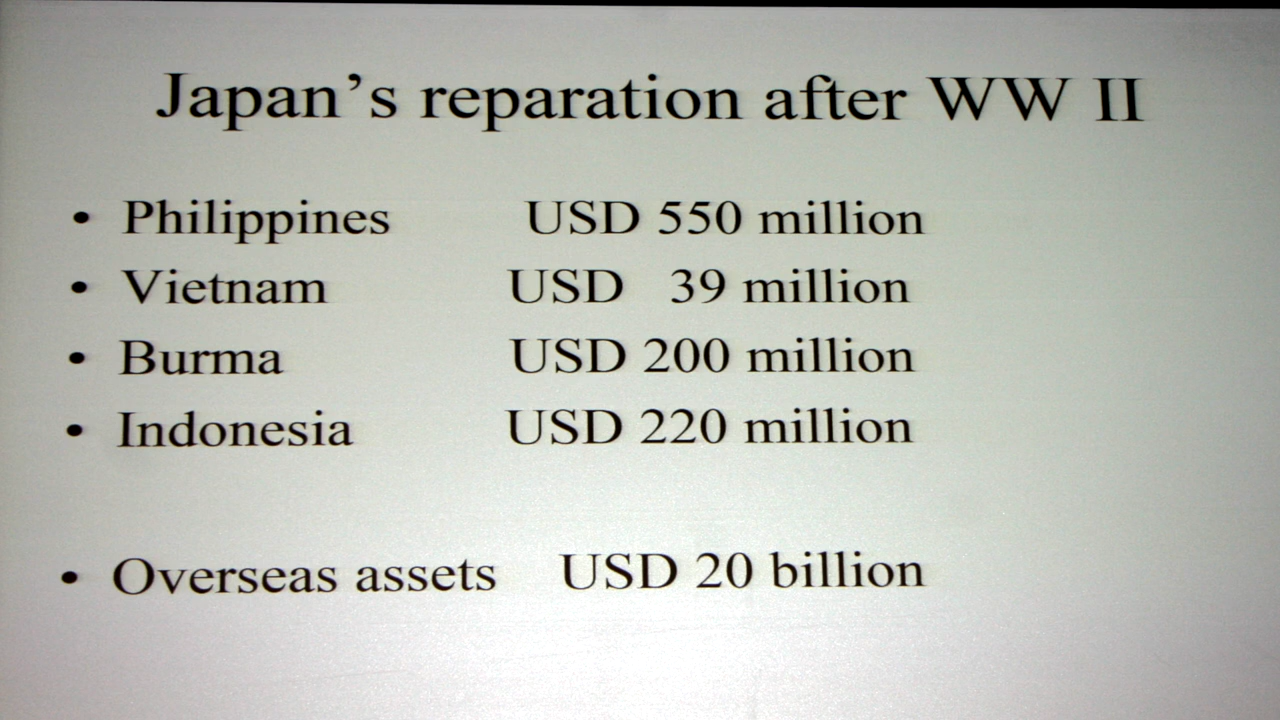 Japan's reparation after WW II
• Philippines USD 550 million
• Vietnam USD 39 million
• Burma USD 200 million
• Indonesia USD 220 million
• Overseas assets USD 20 billion